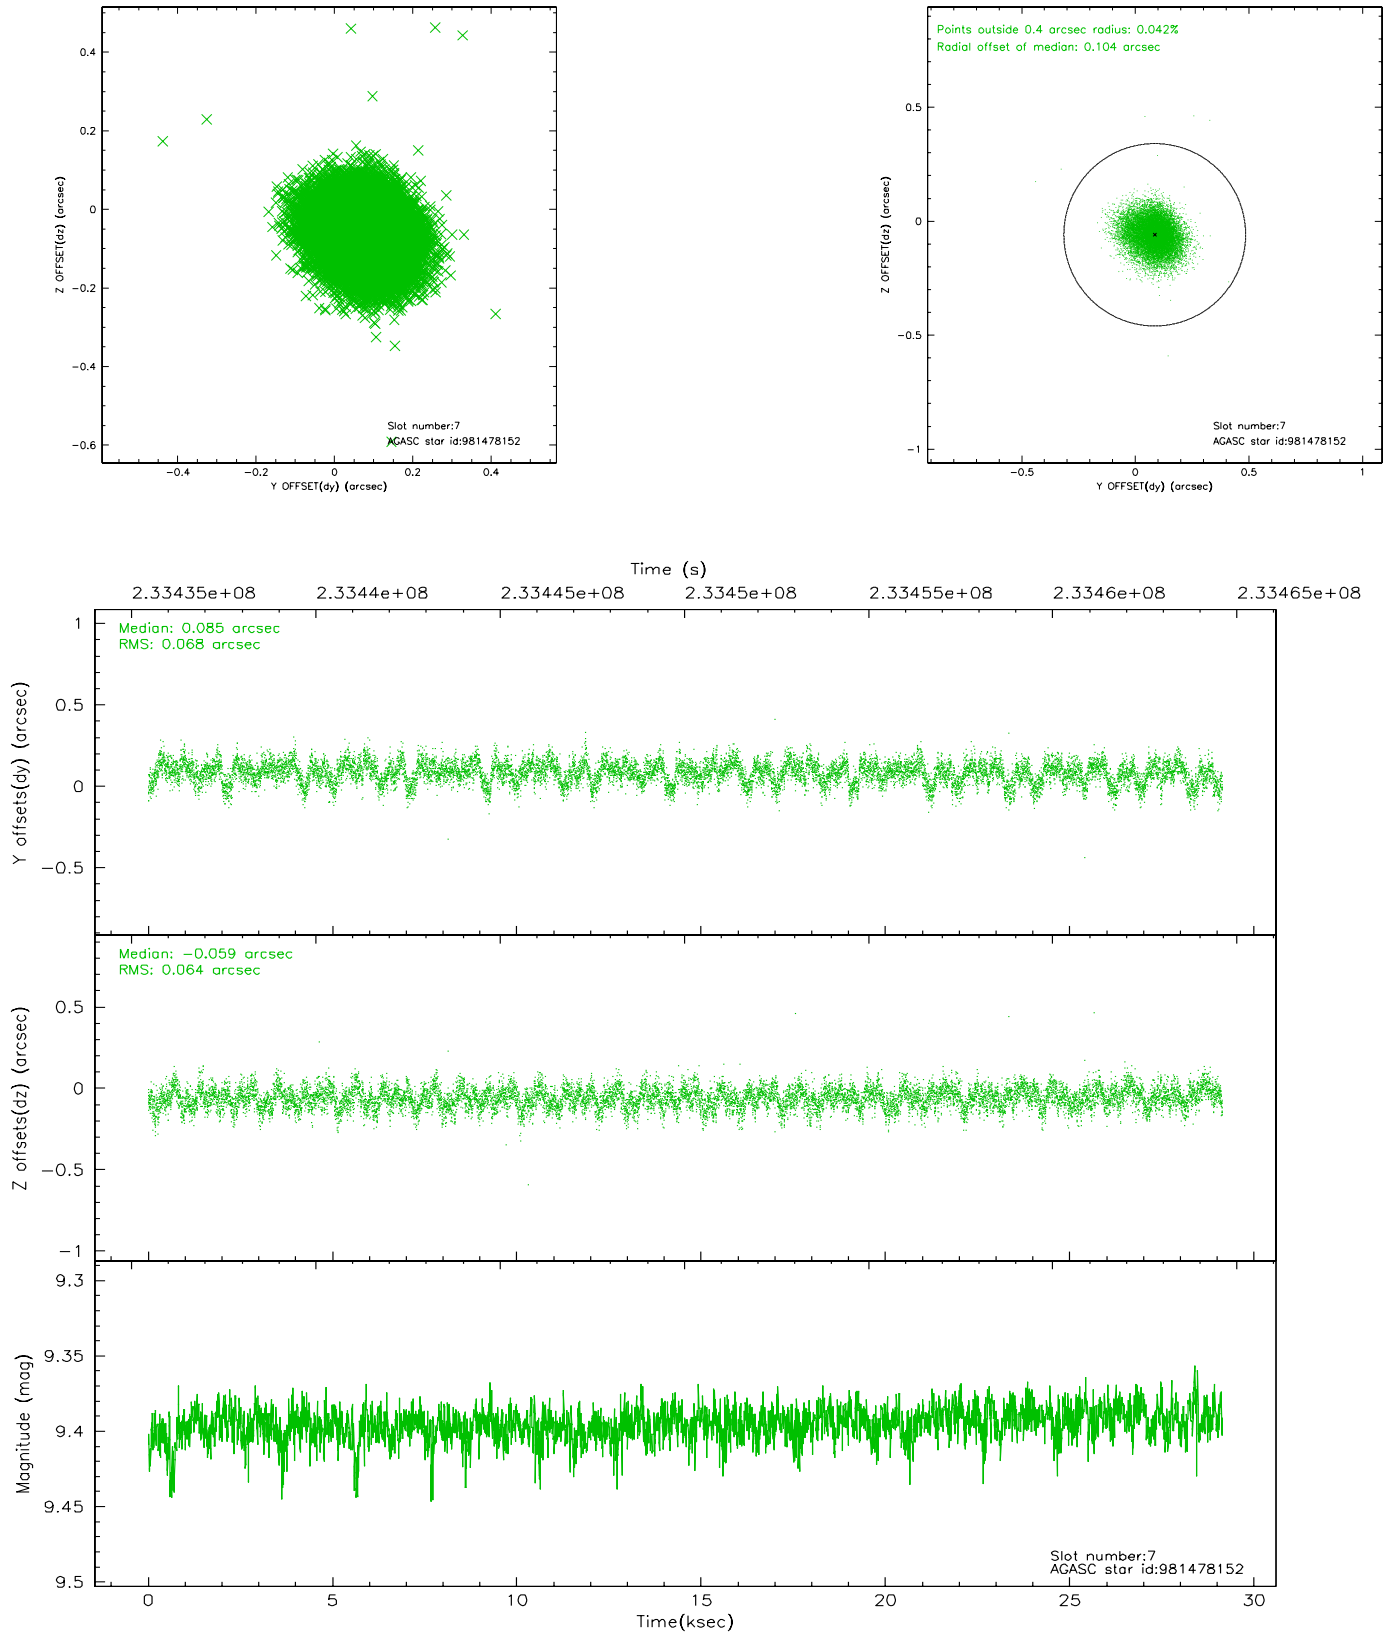 Points outside 0.4 arcsec radius: 0.042%
Radial offset of median: 0.104 arcsec
0.4
0.2
0
−0.2
−0.4
−0.6
Z OFFSET(dz) (arcsec)
Slot number:7
AGASC star id:981478152
−0.4 −0.2 0 0.2 0.4
Y OFFSET(dy) (arcsec)
0.5
0
−0.5
−1
Z OFFSET(dz) (arcsec)
Slot number:7
AGASC star id:981478152
−0.5 0 0.5 1
Y OFFSET(dy) (arcsec)
Time (s)
2.33435e+08 2.3344e+08 2.33445e+08 2.3345e+08 2.33455e+08 2.3346e+08 2.33465e+08
Median: 0.085 arcsec
RMS: 0.068 arcsec
1
0.5
0
−0.5
Y offsets(dy) (arcsec)
Median: −0.059 arcsec
RMS: 0.064 arcsec
0.5
0
−0.5
−1
Z offsets(dz) (arcsec)
9.3
9.35
9.4
9.45
9.5
Magnitude (mag)
Slot number:7
AGASC star id:981478152
0 5 10 15 20 25 30
Time(ksec)